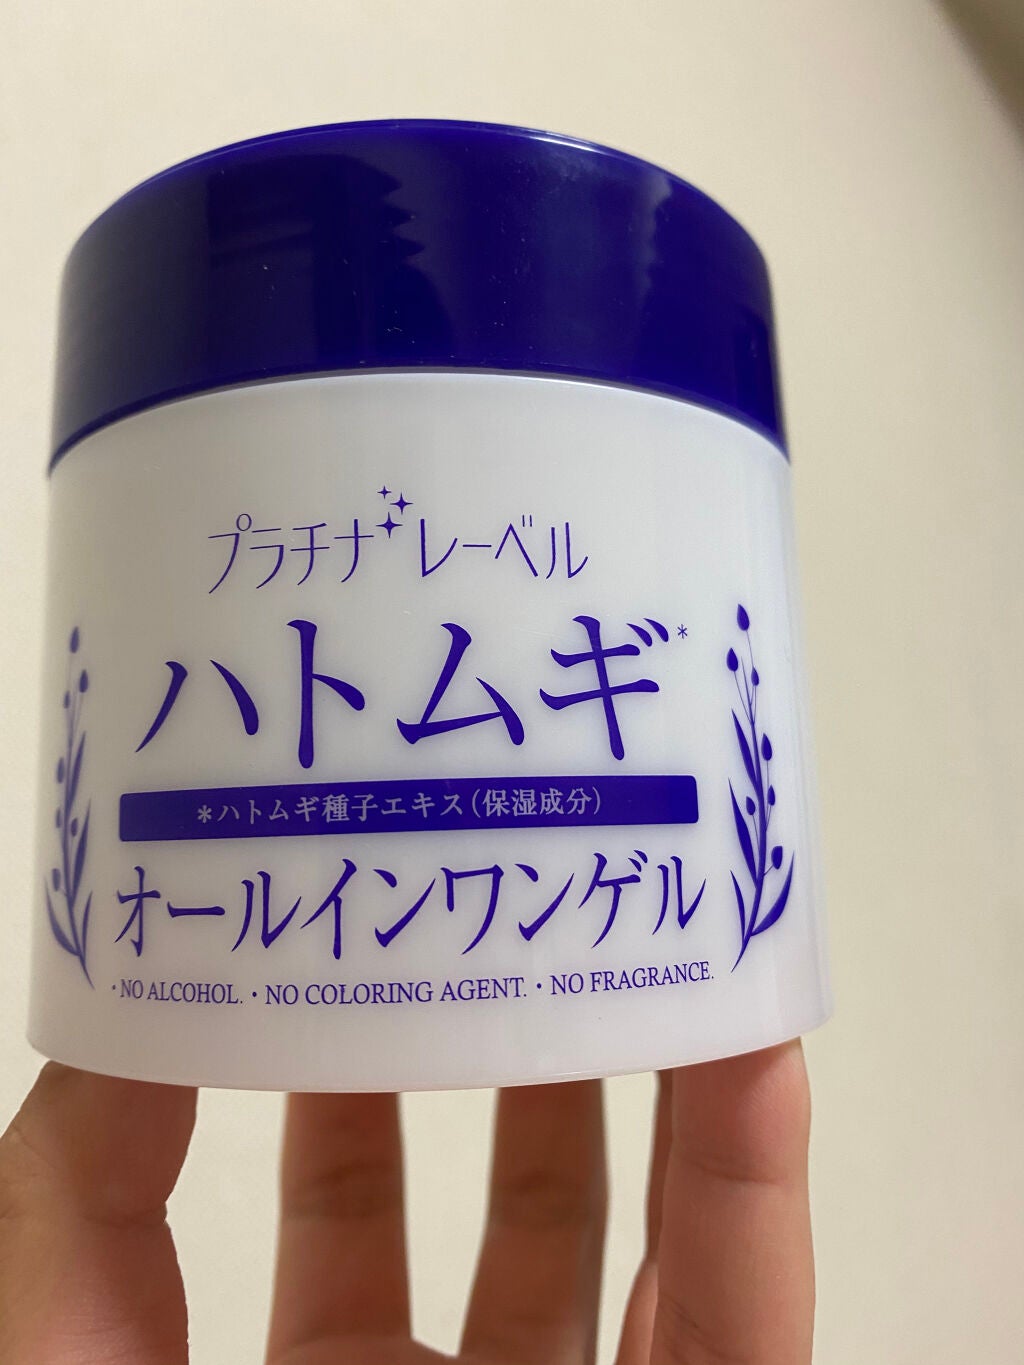 プラチナレーベル
ハトムギ*
*ハトムギ種子エキス(保湿成分)
オールインワンゲル
・NO ALCOHOL.・NO COLORING AGENT.・NO FRAGRANCE.